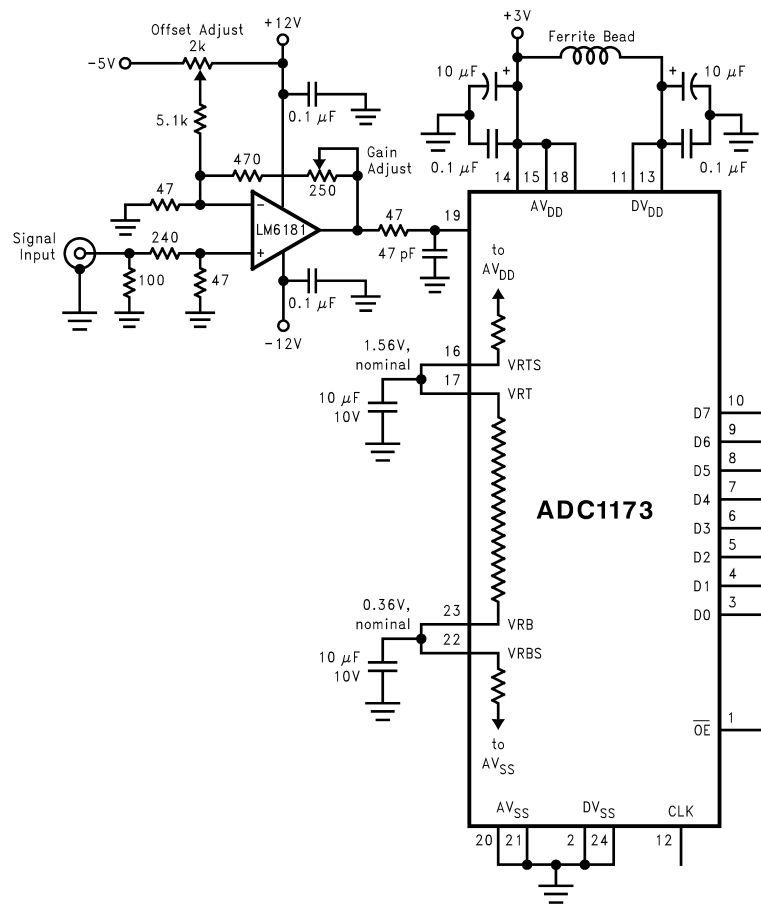 Offset Adjust
2k
+12V
−5V
5.1k
0.1 µF
470
250
Gain
Adjust
47
LM6181
−
+
Signal
Input
240
100
47
0.1 µF
−12V
47
47 pF
19
+3V
Ferrite Bead
10 µF
+
+
10 µF
0.1 µF
0.1 µF
14
15
18
11
13
AVDD
DVDD
to
AVDD
1.56V,
nominal
16
VRTS
17
VRT
10 µF
10V
ADC1173
D7
10
D6
9
D5
8
D4
7
D3
6
D2
5
D1
4
D0
3
0.36V,
nominal
23
VRB
22
VRBS
10 µF
10V
to
AVSS
OE
1
AVSS
DVSS
CLK
20
21
2
24
12